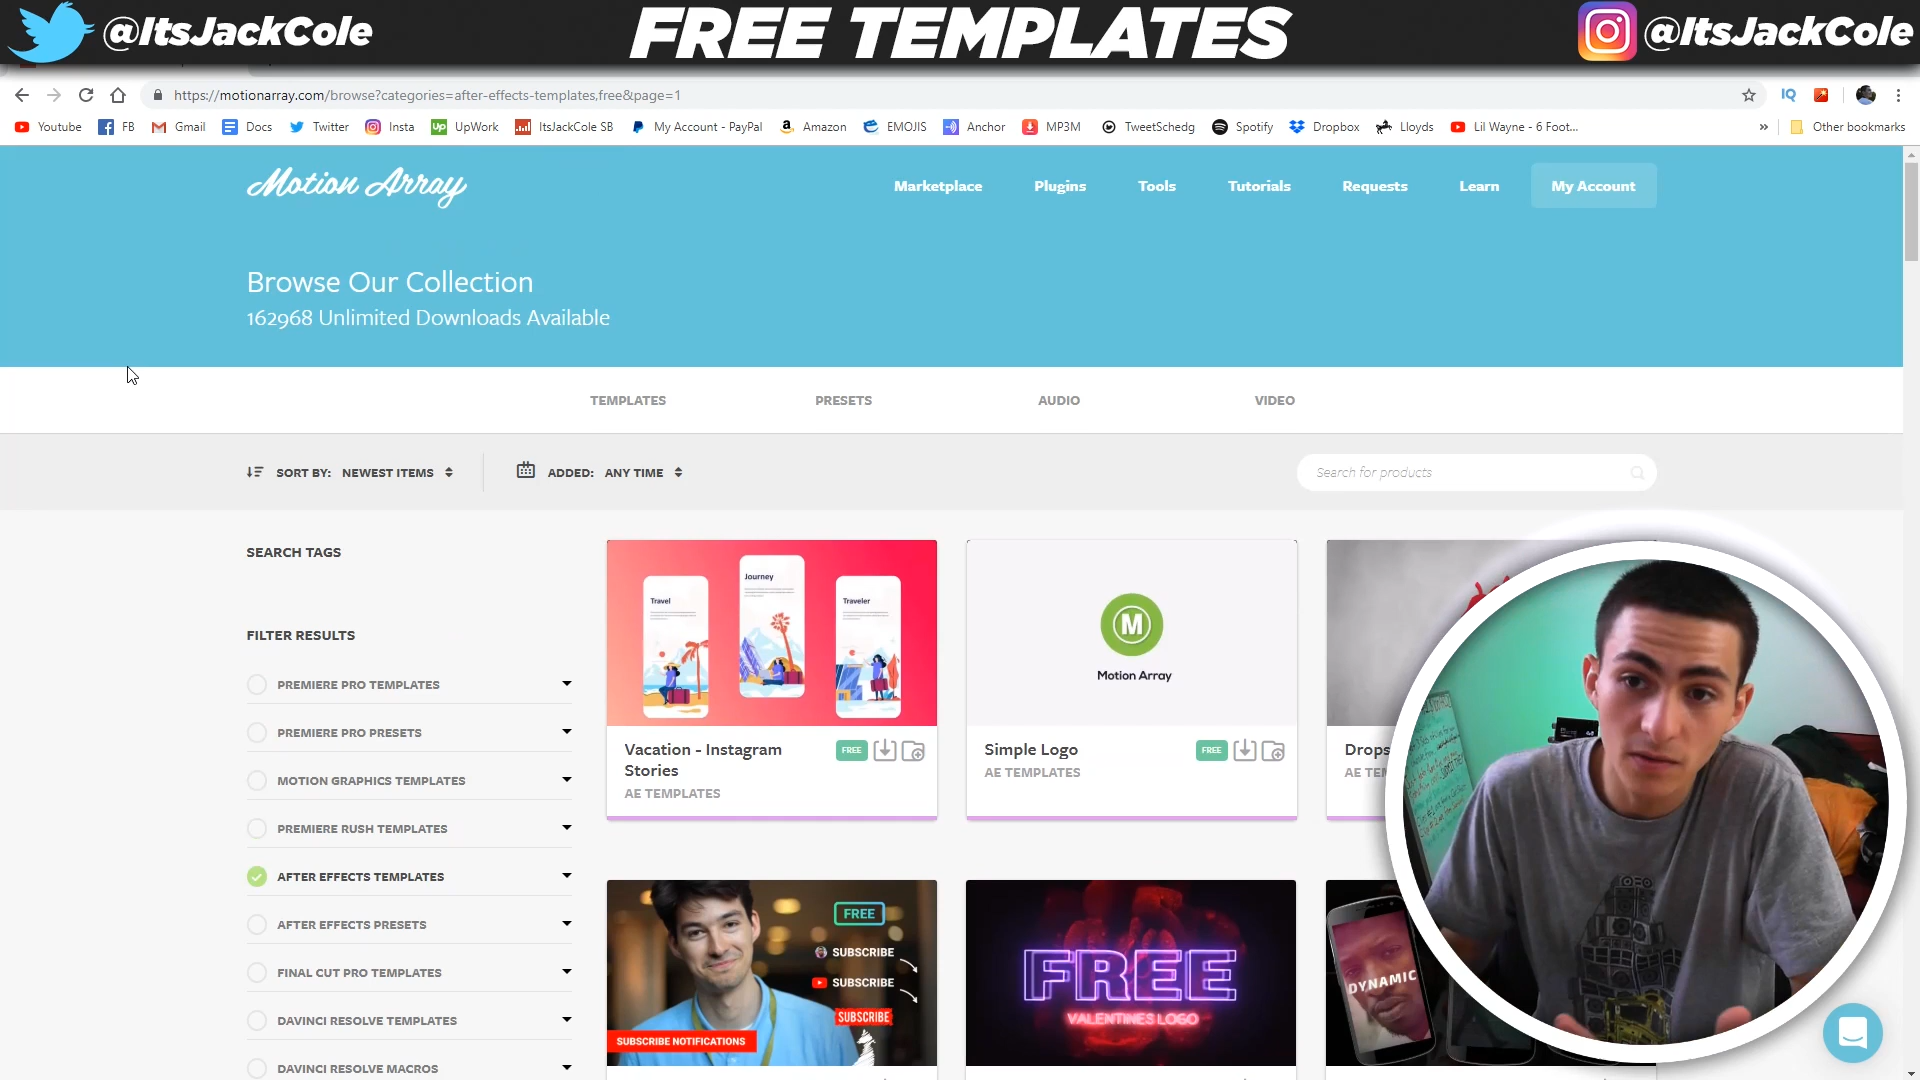 @ItsJackCole
FREE TEMPLATES
@ItsJackCole
https://motionarray.com/browse?categories=after-effects-templates,free&page=1
IQ
Youtube FB Gmail Docs Twitter Insta Up UpWork ItsJackCole SB My Account - PayPal Amazon EMOJIS Anchor MP3M TweetSchedg Spotify Dropbox Lloyds Lil Wayne - 6 Foot... » Other bookmarks
Motion Array
Marketplace Plugins Tools Tutorials Requests Learn My Account
Browse Our Collection
162968 Unlimited Downloads Available
TEMPLATES PRESETS AUDIO VIDEO
SORT BY: NEWEST ITEMS ADDED: ANY TIME Search for products
SEARCH TAGS
FILTER RESULTS
PREMIERE PRO TEMPLATES
PREMIERE PRO PRESETS
MOTION GRAPHICS TEMPLATES
PREMIERE RUSH TEMPLATES
AFTER EFFECTS TEMPLATES
AFTER EFFECTS PRESETS
FINAL CUT PRO TEMPLATES
DAVINCI RESOLVE TEMPLATES
DAVINCI RESOLVE MACROS
Travel
Journey
Traveler
Vacation - Instagram
Stories
FREE
AE TEMPLATES
M
Motion Array
Simple Logo
FREE
AE TEMPLATES
Drops
AE TEM
FREE
SUBSCRIBE
SUBSCRIBE
SUBSCRIBE
SUBSCRIBE NOTIFICATIONS
FREE
VALENTINES LOGO
DYNAMIC